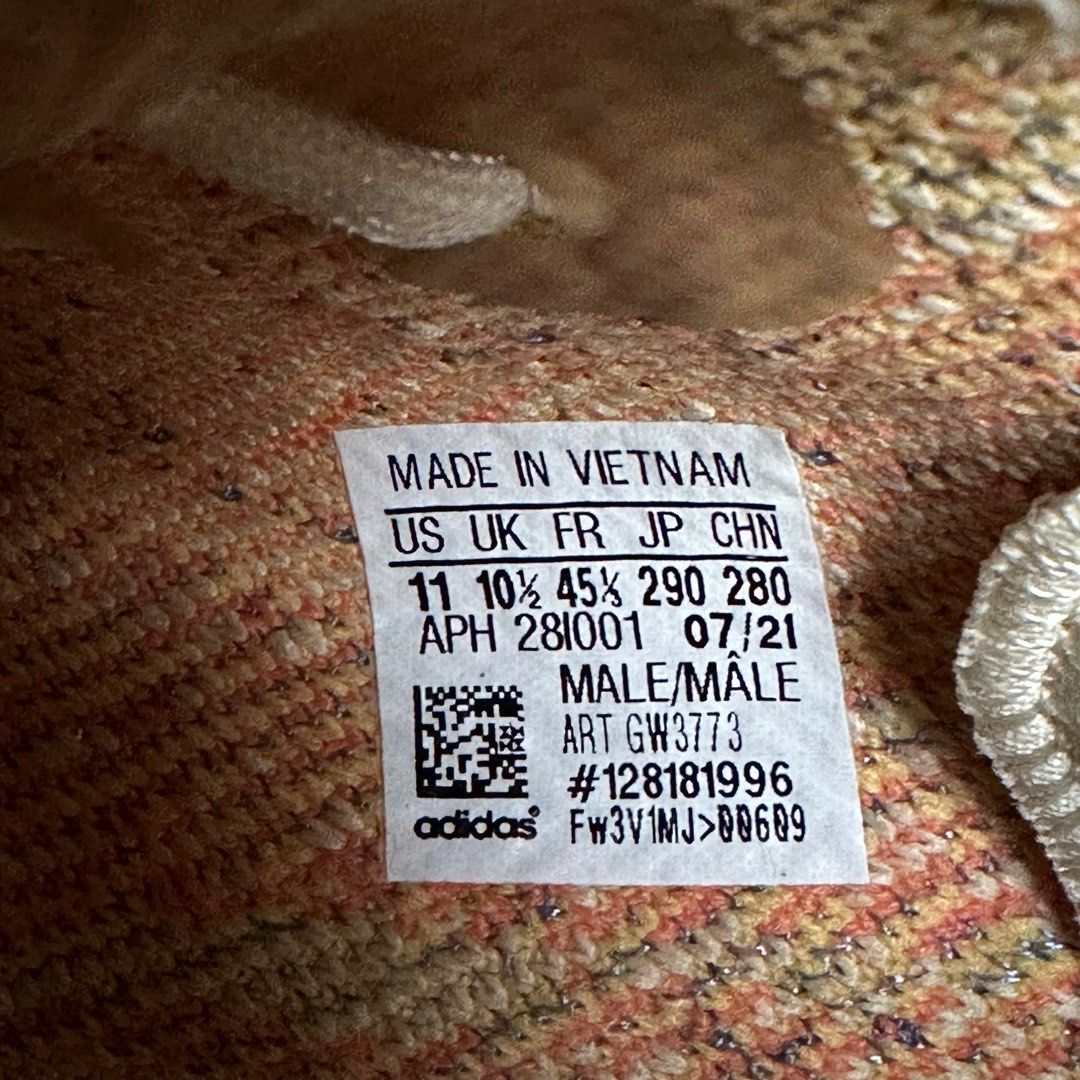 MADE IN VIETNAM
US UK FR JP CHN
11 10½ 45⅓ 290 280
APH 28I001 07/21
MALE/MÂLE
ART GW3773
#128181996
adidas® Fw3V1MJ>00609